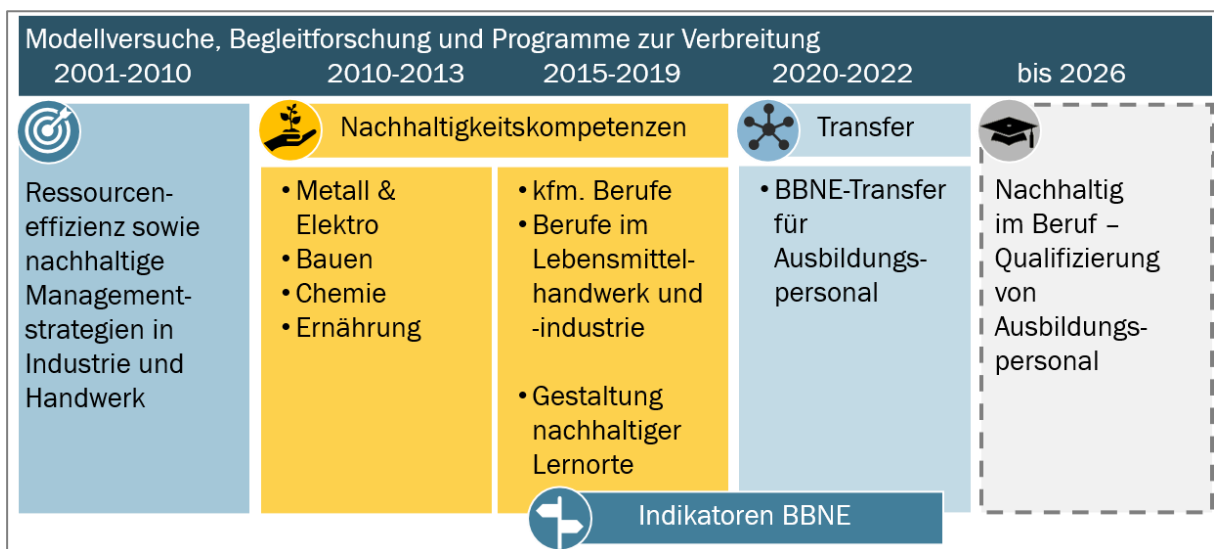 Modellversuche, Begleitforschung und Programme zur Verbreitung
2001-2010
2010-2013
2015-2019
2020-2022
bis 2026
Nachhaltigkeitskompetenzen
Transfer
Ressourcen-
effizienz sowie
nachhaltige
Management-
strategien in
Industrie und
Handwerk
• Metall &
Elektro
• Bauen
• Chemie
• Ernährung
• kfm. Berufe
• Berufe im
Lebensmittel-
handwerk und
-industrie
• Gestaltung
nachhaltiger
Lernorte
• BBNE-Transfer
für
Ausbildungs-
personal
Nachhaltig
im Beruf –
Qualifizierung
von
Ausbildungs-
personal
Indikatoren BBNE